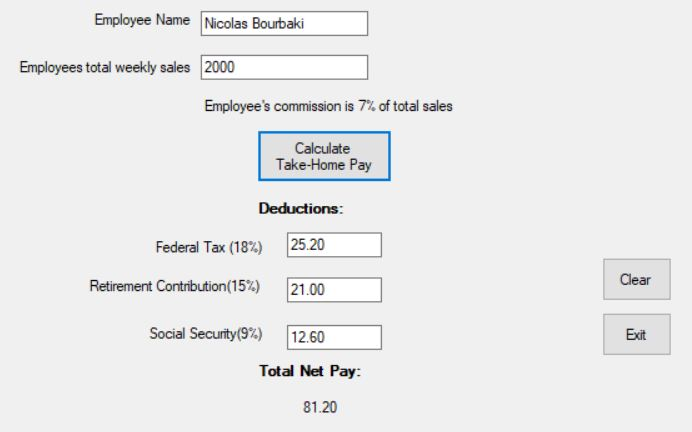 Employee Name Nicolas Bourbaki
Employees total weekly sales 2000
Employee's commission is 7% of total sales
Calculate
Take-Home Pay
Deductions:
Federal Tax (18%) 25.20
Retirement Contribution(15%) 21.00
Clear
Social Security(9%) 12.60
Exit
Total Net Pay:
81.20